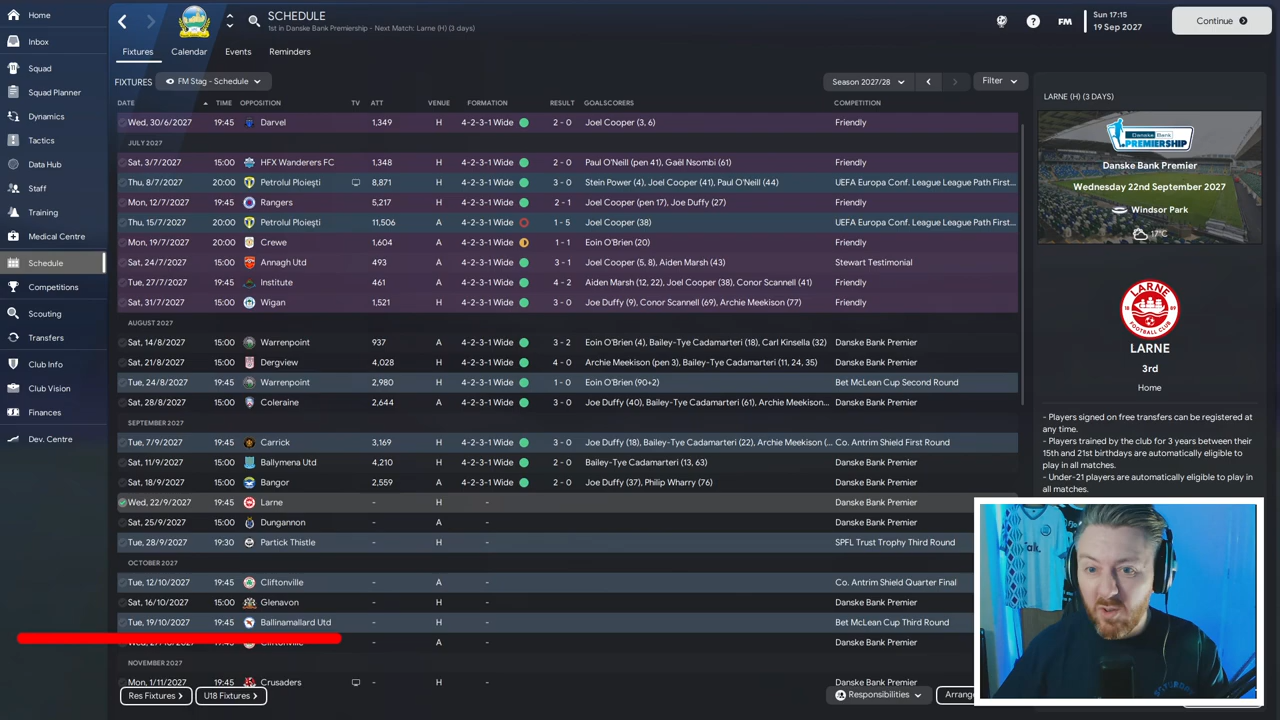 Home
Inbox
Squad
Squad Planner
Dynamics
Tactics
Data Hub
Staff
Training
Medical Centre
Schedule
Competitions
Scouting
Transfers
Club Info
Club Vision
Finances
Dev. Centre
SCHEDULE
1st in Danske Bank Premiership - Next Match: Larne (H) (3 days)
FM
Sun 17:15
19 Sep 2027
Continue
Fixtures Calendar Events Reminders
FIXTURES FM Stag - Schedule Season 2027/28 Filter
DATE TIME OPPOSITION TV ATT VENUE FORMATION RESULT GOALSCORERS COMPETITION
Wed, 30/6/2027 19:45 Darvel 1,349 H 4-2-3-1 Wide 2 - 0 Joel Cooper (3, 6) Friendly
JULY 2027
Sat, 3/7/2027 15:00 HFX Wanderers FC 1,348 H 4-2-3-1 Wide 2 - 0 Paul O'Neill (pen 41), Gaël Nsombi (61) Friendly
Thu, 8/7/2027 20:00 Petrolul Ploiești 8,871 H 4-2-3-1 Wide 3 - 0 Stein Power (4), Joel Cooper (41), Paul O'Neill (44) UEFA Europa Conf. League League Path First...
Mon, 12/7/2027 20:00 Rangers H 4-2-3-1 Wide 2 - 1 Joel Cooper (pen 17), Joe Duffy (27) Friendly
Thu, 15/7/2027 20:00 Petrolul Ploiești 11,506 A 4-2-3-1 Wide 1 - 5 Joel Cooper (38) UEFA Europa Conf. League League Path First...
Mon, 19/7/2027 20:00 Crewe 1,604 H 4-2-3-1 Wide 1 - 1 Eoin O'Brien (20) Friendly
Sat, 24/7/2027 15:00 Annagh Utd 493 A 4-2-3-1 Wide 3 - 1 Joel Cooper (5, 8), Aiden Marsh (43) Stewart Testimonial
Tue, 27/7/2027 19:45 Institute 461 A 4-2-3-1 Wide 4 - 2 Aiden Marsh (12, 22), Joel Cooper (38), Conor Scannell (41) Friendly
Sat, 31/7/2027 15:00 Wigan 1,521 H 4-2-3-1 Wide 3 - 0 Joe Duffy (9), Conor Scannell (69), Archie Meekison (77) Friendly
AUGUST 2027
Sat, 14/8/2027 15:00 Warrenpoint 937 A 4-2-3-1 Wide 3 - 2 Eoin O'Brien (4), Bailey-Tye Cadamarteri (18), Carl Kinsella (32) Danske Bank Premier
Sat, 21/8/2027 15:00 Dergview 4,028 H 4-2-3-1 Wide 4 - 0 Archie Meekison (pen 3), Bailey-Tye Cadamarteri (11, 24, 35) Danske Bank Premier
Tue, 24/8/2027 19:45 Warrenpoint 2,980 H 4-2-3-1 Wide 1 - 0 Eoin O'Brien (90+2) Bet McLean Cup Second Round
Sat, 28/8/2027 15:00 Coleraine 2,644 A 4-2-3-1 Wide 3 - 0 Joe Duffy (40), Bailey-Tye Cadamarteri (61), Archie Meekison... Danske Bank Premier
SEPTEMBER 2027
Tue, 7/9/2027 19:45 Carrick 3,169 H 4-2-3-1 Wide 3 - 0 Joe Duffy (18), Bailey-Tye Cadamarteri (22), Archie Meekison (... Co. Antrim Shield First Round
Sat, 11/9/2027 15:00 Ballymena Utd 4,210 H 4-2-3-1 Wide 2 - 0 Bailey-Tye Cadamarteri (13, 63) Danske Bank Premier
Sat, 18/9/2027 15:00 Bangor 2,559 A 4-2-3-1 Wide 2 - 0 Joe Duffy (37), Philip Wharry (76) Danske Bank Premier
Wed, 22/9/2027 19:45 Larne - H - Danske Bank Premier
Sat, 25/9/2027 15:00 Dungannon - A - Danske Bank Premier
Tue, 28/9/2027 19:30 Partick Thistle - H - SPFL Trust Trophy Third Round
OCTOBER 2027
Tue, 12/10/2027 19:45 Cliftonville - A - Co. Antrim Shield Quarter Final
Sat, 16/10/2027 15:00 Glenavon - H - Danske Bank Premier
Tue, 19/10/2027 19:45 Ballinamallard Utd - H - Bet McLean Cup Third Round
Wed, 27/10/2027 19:45 Cliftonville - A - Danske Bank Premier
NOVEMBER 2027
Mon, 1/11/2027 19:45 Crusaders - H - Danske Bank Premier
Res Fixtures U18 Fixtures Responsibilities Arrang
LARNE (H) (3 DAYS)
Danske Bank
PREMIERSHIP
Danske Bank Premier
Wednesday 22nd September 2027
Windsor Park
17°C
LARNE
18 89
FOOTBALL CLUB
LARNE
3rd
Home
- Players signed on free transfers can be registered at
any time.
- Players trained by the club for 3 years between their
15th and 21st birthdays are automatically eligible to
play in all matches.
- Under-21 players are automatically eligible to play in
all matches.